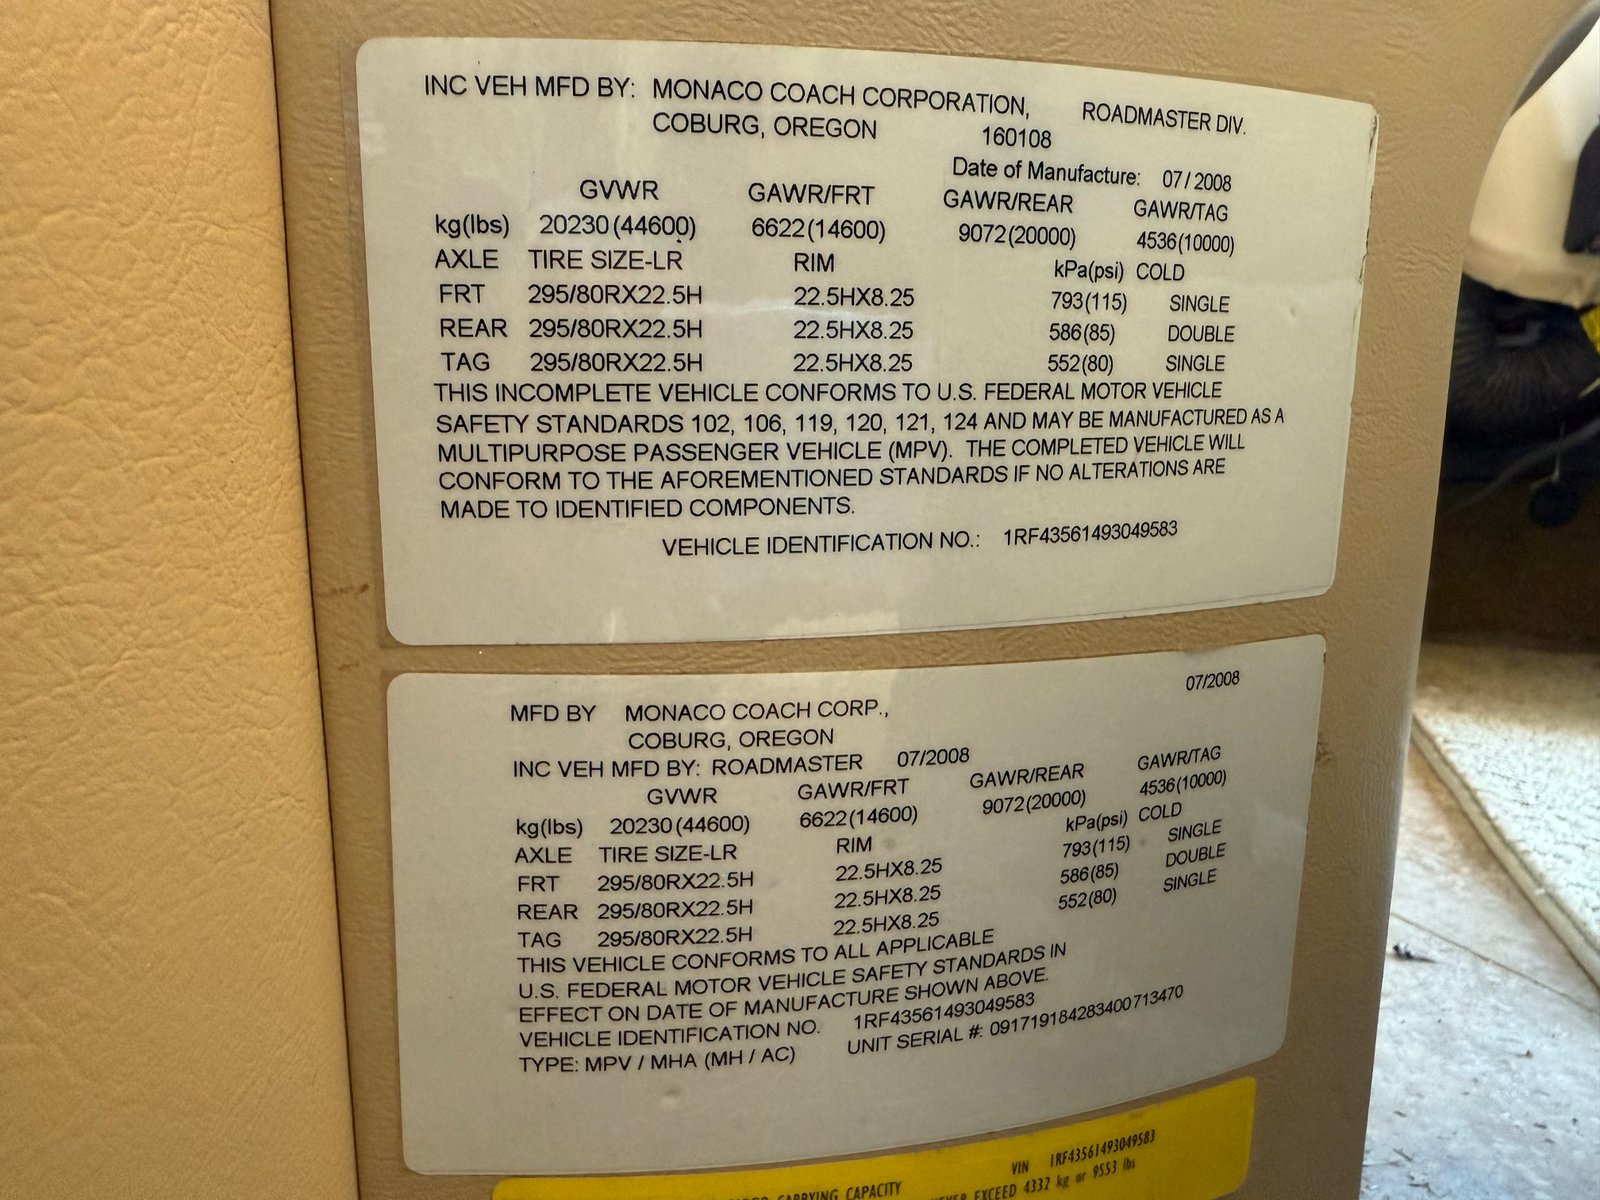 INC VEH MFD BY: MONACO COACH CORPORATION, ROADMASTER DIV.
COBURG, OREGON 160108
Date of Manufacture: 07/2008
GVWR GAWR/FRT GAWR/REAR GAWR/TAG
kg(lbs) 20230(44600) 6622(14600) 9072(20000) 4536(10000)
AXLE TIRE SIZE-LR RIM kPa(psi) COLD
FRT 295/80RX22.5H 22.5HX8.25 793(115) SINGLE
REAR 295/80RX22.5H 22.5HX8.25 586(85) DOUBLE
TAG 295/80RX22.5H 22.5HX8.25 552(80) SINGLE
THIS INCOMPLETE VEHICLE CONFORMS TO U.S. FEDERAL MOTOR VEHICLE
SAFETY STANDARDS 102, 106, 119, 120, 121, 124 AND MAY BE MANUFACTURED AS A
MULTIPURPOSE PASSENGER VEHICLE (MPV). THE COMPLETED VEHICLE WILL
CONFORM TO THE AFOREMENTIONED STANDARDS IF NO ALTERATIONS ARE
MADE TO IDENTIFIED COMPONENTS.
VEHICLE IDENTIFICATION NO.: 1RF43561493049583
07/2008
MFD BY MONACO COACH CORP.,
COBURG, OREGON
INC VEH MFD BY: ROADMASTER 07/2008
GVWR GAWR/FRT GAWR/REAR GAWR/TAG
kg(lbs) 20230(44600) 6622(14600) 9072(20000) 4536(10000)
AXLE TIRE SIZE-LR RIM kPa(psi) COLD
FRT 295/80RX22.5H 22.5HX8.25 793(115) SINGLE
REAR 295/80RX22.5H 22.5HX8.25 586(85) DOUBLE
TAG 295/80RX22.5H 22.5HX8.25 552(80) SINGLE
THIS VEHICLE CONFORMS TO ALL APPLICABLE
U.S. FEDERAL MOTOR VEHICLE SAFETY STANDARDS IN
EFFECT ON DATE OF MANUFACTURE SHOWN ABOVE.
VEHICLE IDENTIFICATION NO. 1RF43561493049583
TYPE: MPV / MHA (MH / AC) UNIT SERIAL #: 091719184283400713470
VIN 1RF43561493049583
CARRYING CAPACITY
EXCEED 4332 kg or 9553 lbs